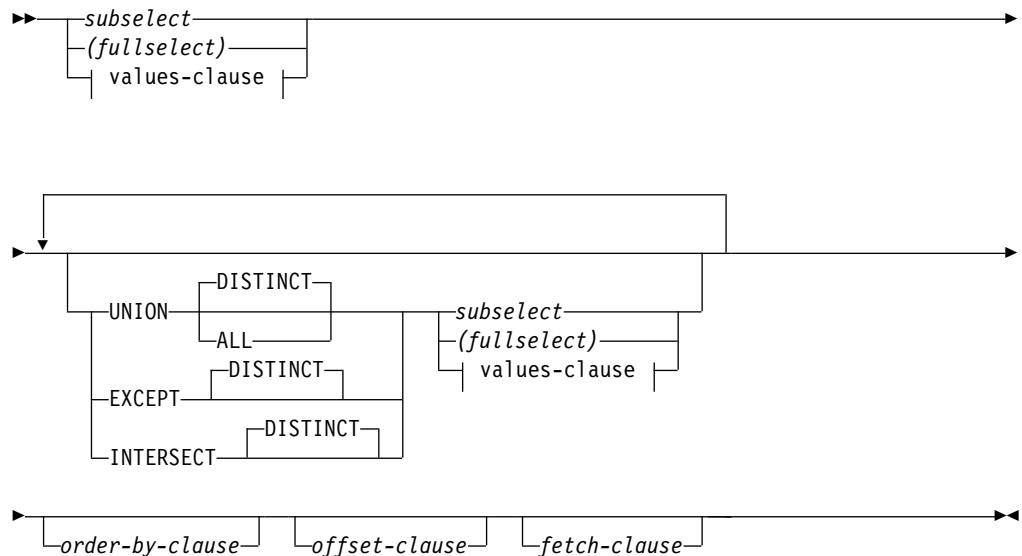 subselect
(fullselect)
values-clause
DISTINCT
UNION
ALL
subselect
(fullselect)
values-clause
DISTINCT
EXCEPT
DISTINCT
INTERSECT
order-by-clause offset-clause fetch-clause